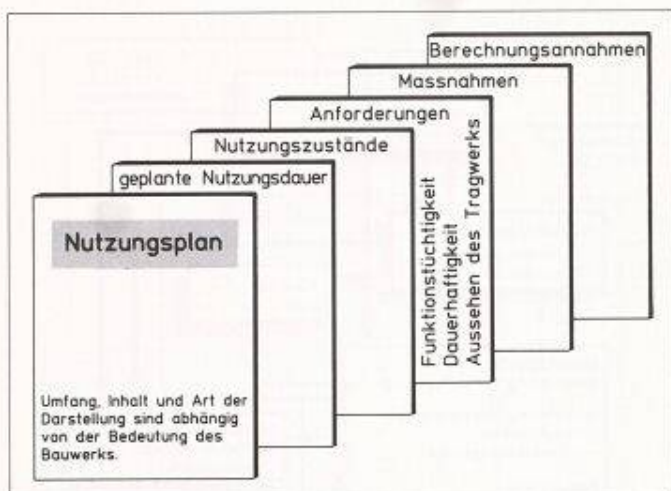 Berechnungsannahmen
Massnahmen
Anforderungen
Nutzungszustände
geplante Nutzungsdauer
Nutzungsplan
Funktionstüchtigkeit
Dauerhaftigkeit
Aussehen des Tragwerks
Umfang, Inhalt und Art der
Darstellung sind abhängig
von der Bedeutung des
Bauwerks.